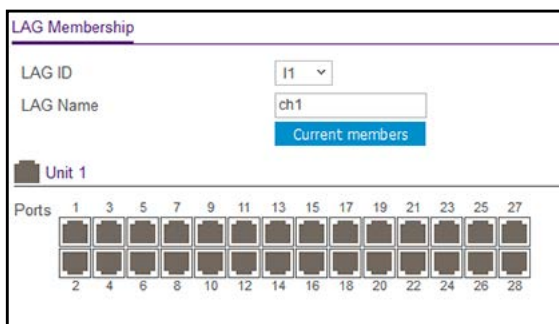 LAG Membership
LAG ID l1
LAG Name ch1
Current members
Unit 1
Ports 1 3 5 7 9 11 13 15 17 19 21 23 25 27
2 4 6 8 10 12 14 16 18 20 22 24 26 28